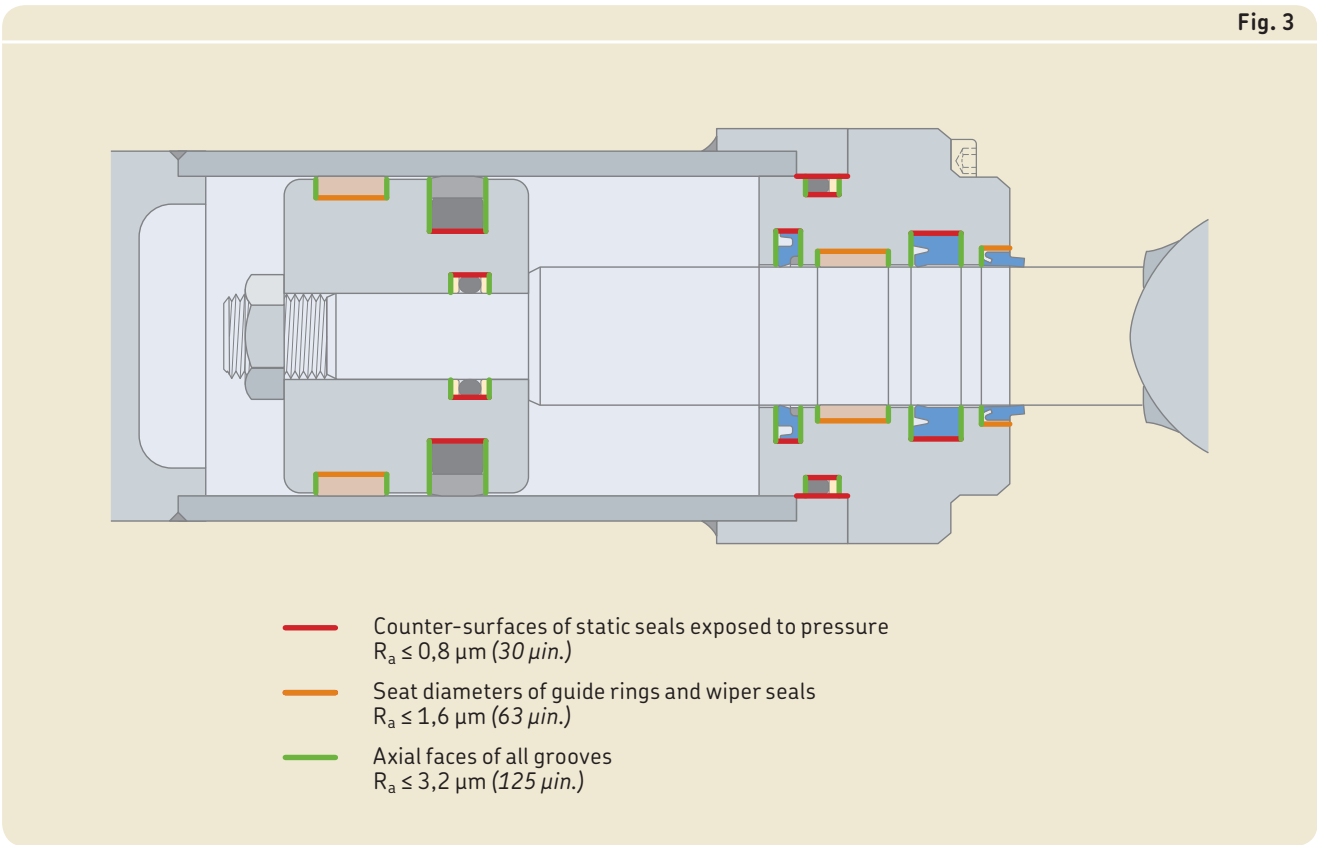 Fig. 3
Counter-surfaces of static seals exposed to pressure
Ra ≤ 0,8 µm (30 µin.)
Seat diameters of guide rings and wiper seals
Ra ≤ 1,6 µm (63 µin.)
Axial faces of all grooves
Ra ≤ 3,2 µm (125 µin.)